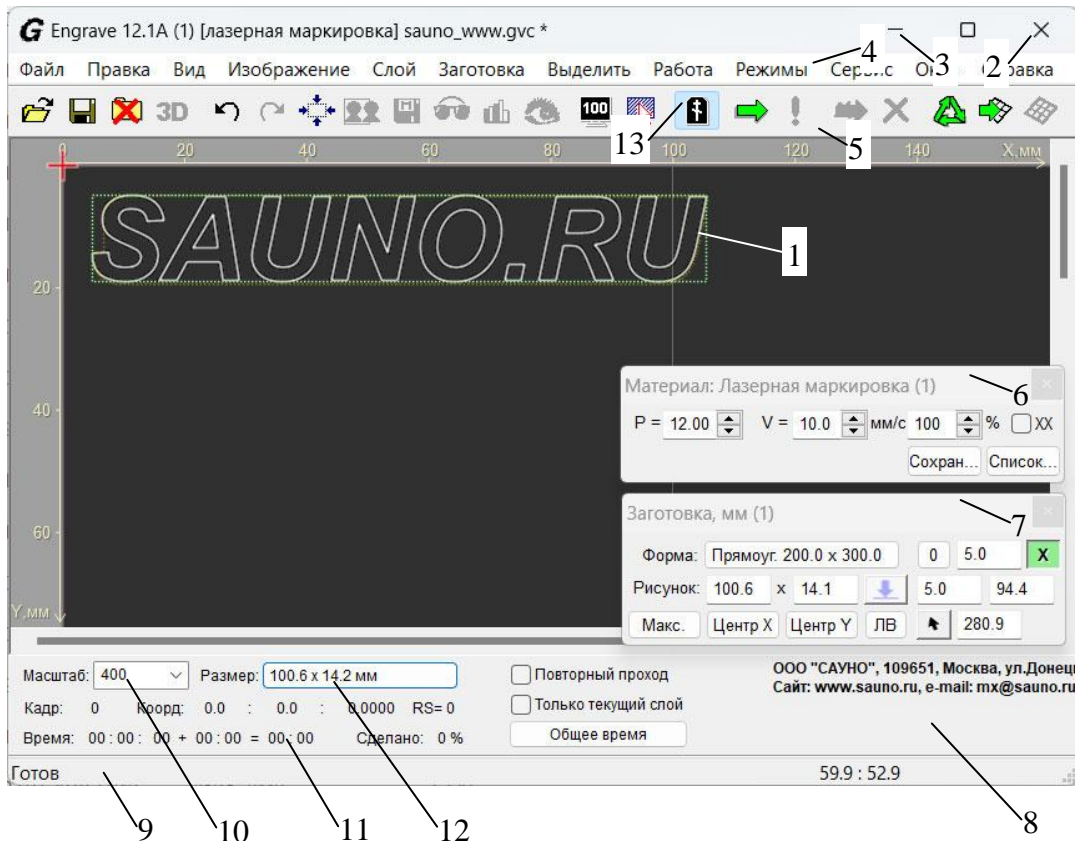 G Engrave 12.1A (1) [лазерная маркировка] sauno_www.gvc *
Файл Правка Вид Изображение Слой Заготовка Выделить Работа Режимы Сервис 4 3 2
3D 100 13 5
0 20 40 60 80 100 120 140 X,мм
SAUNO.RU
1
20
40
60
Y,мм
Материал: Лазерная маркировка (1) 6
P = 12.00 V = 10.0 мм/с 100 % XX
Сохран... Список...
Заготовка, мм (1) 7
Форма: Прямоуг. 200.0 x 300.0 0 5.0 X
Рисунок: 100.6 x 14.1 5.0 94.4
Макс. Центр X Центр Y ЛВ 280.9
Масштаб: 400 Размер: 100.6 x 14.2 мм Повторный проход ООО "САУНО", 109651, Москва, ул.Донец
Сайт: www.sauno.ru, e-mail: mx@sauno.ru
Кадр: 0 Коорд: 0.0 : 0.0 : 0.0000 RS= 0 Только текущий слой
Время: 00 : 00 : 00 + 00 : 00 = 00 : 00 Сделано: 0 % Общее время
Готов 59.9 : 52.9
9 10 11 12 8